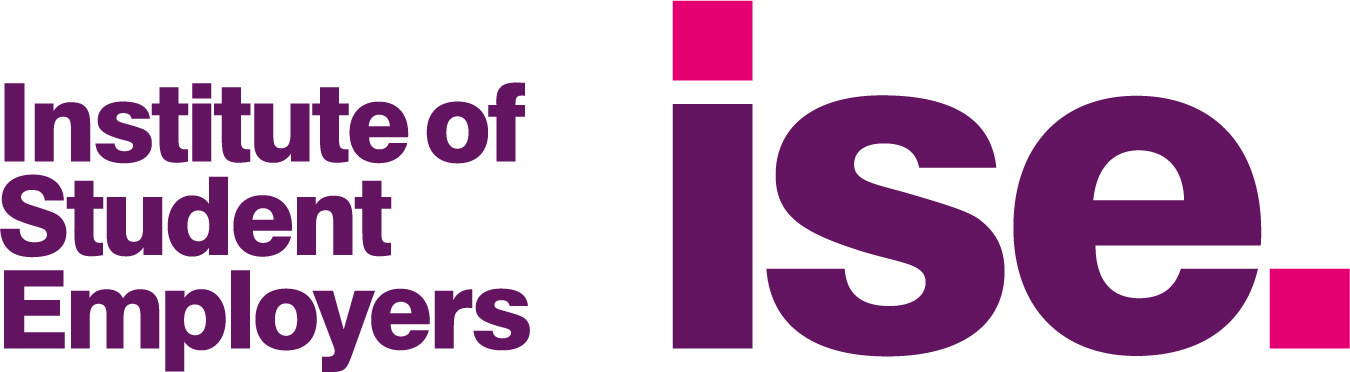 Institute of
Student
Employers
ise.